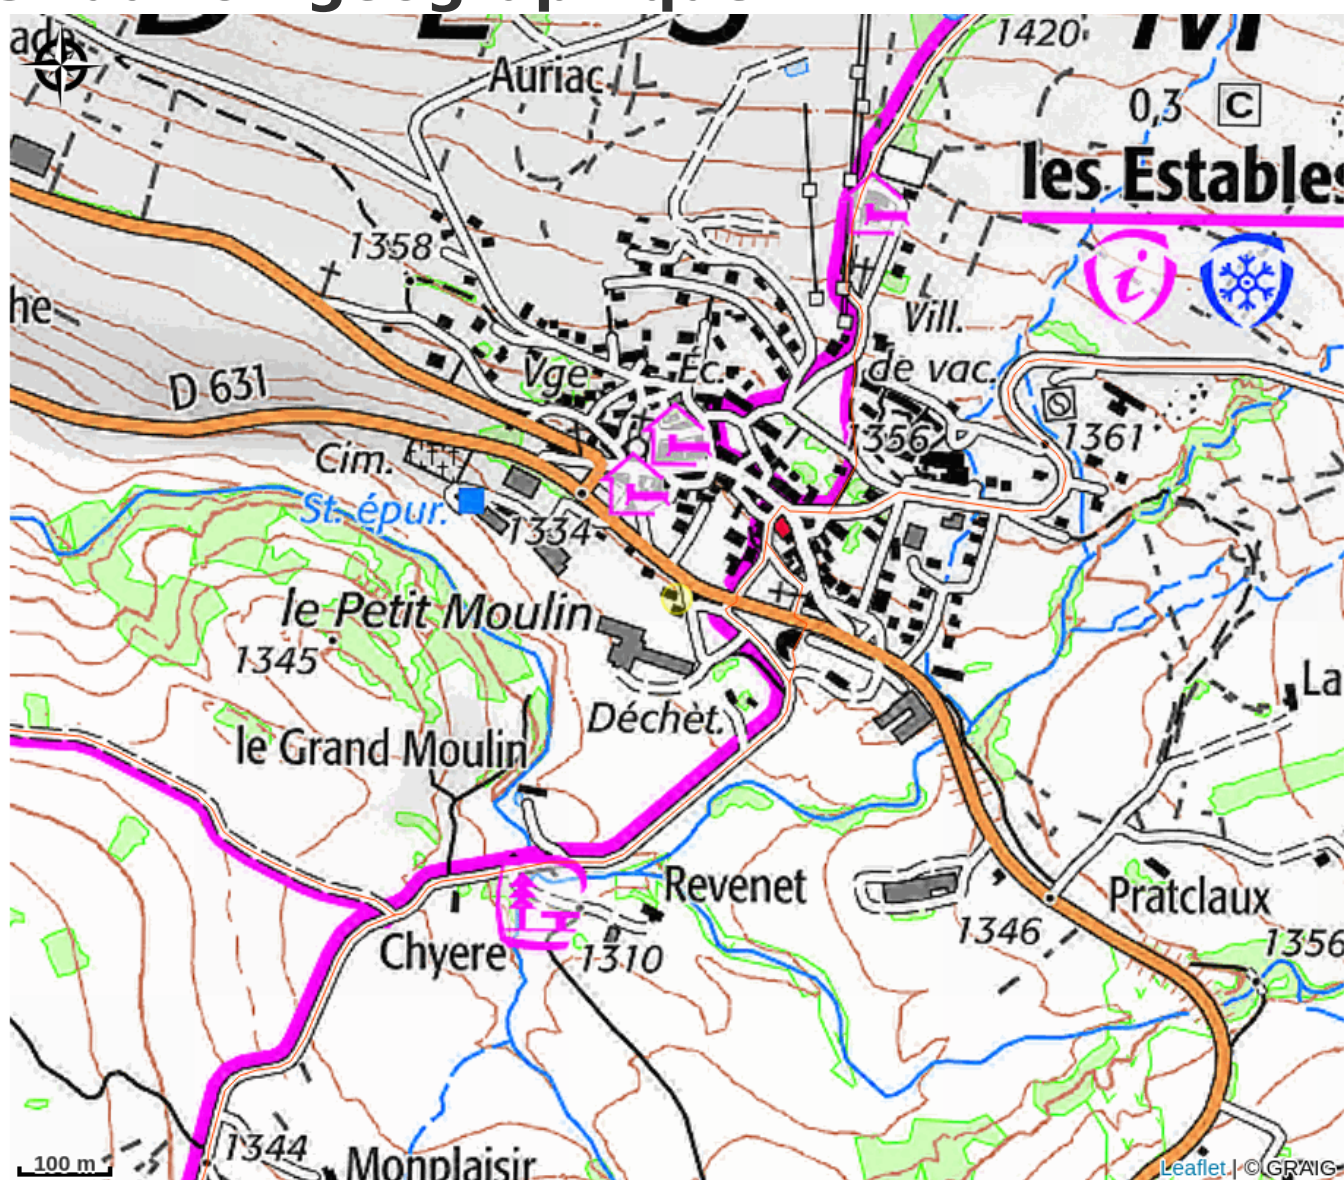 D L S M
1420
Auriac
0,3 C
les Estables
1358
i
he
Vill.
Vge
Éc.
de vac.
D 631
1356
1361
Cim.
St. épur.
1334
le Petit Moulin
1345
La
Déchèt.
le Grand Moulin
Revenet
Pratclaux
1346
1356
Chyere
1310
1344
Monplaisir
100 m
Leaflet | © GRAIG